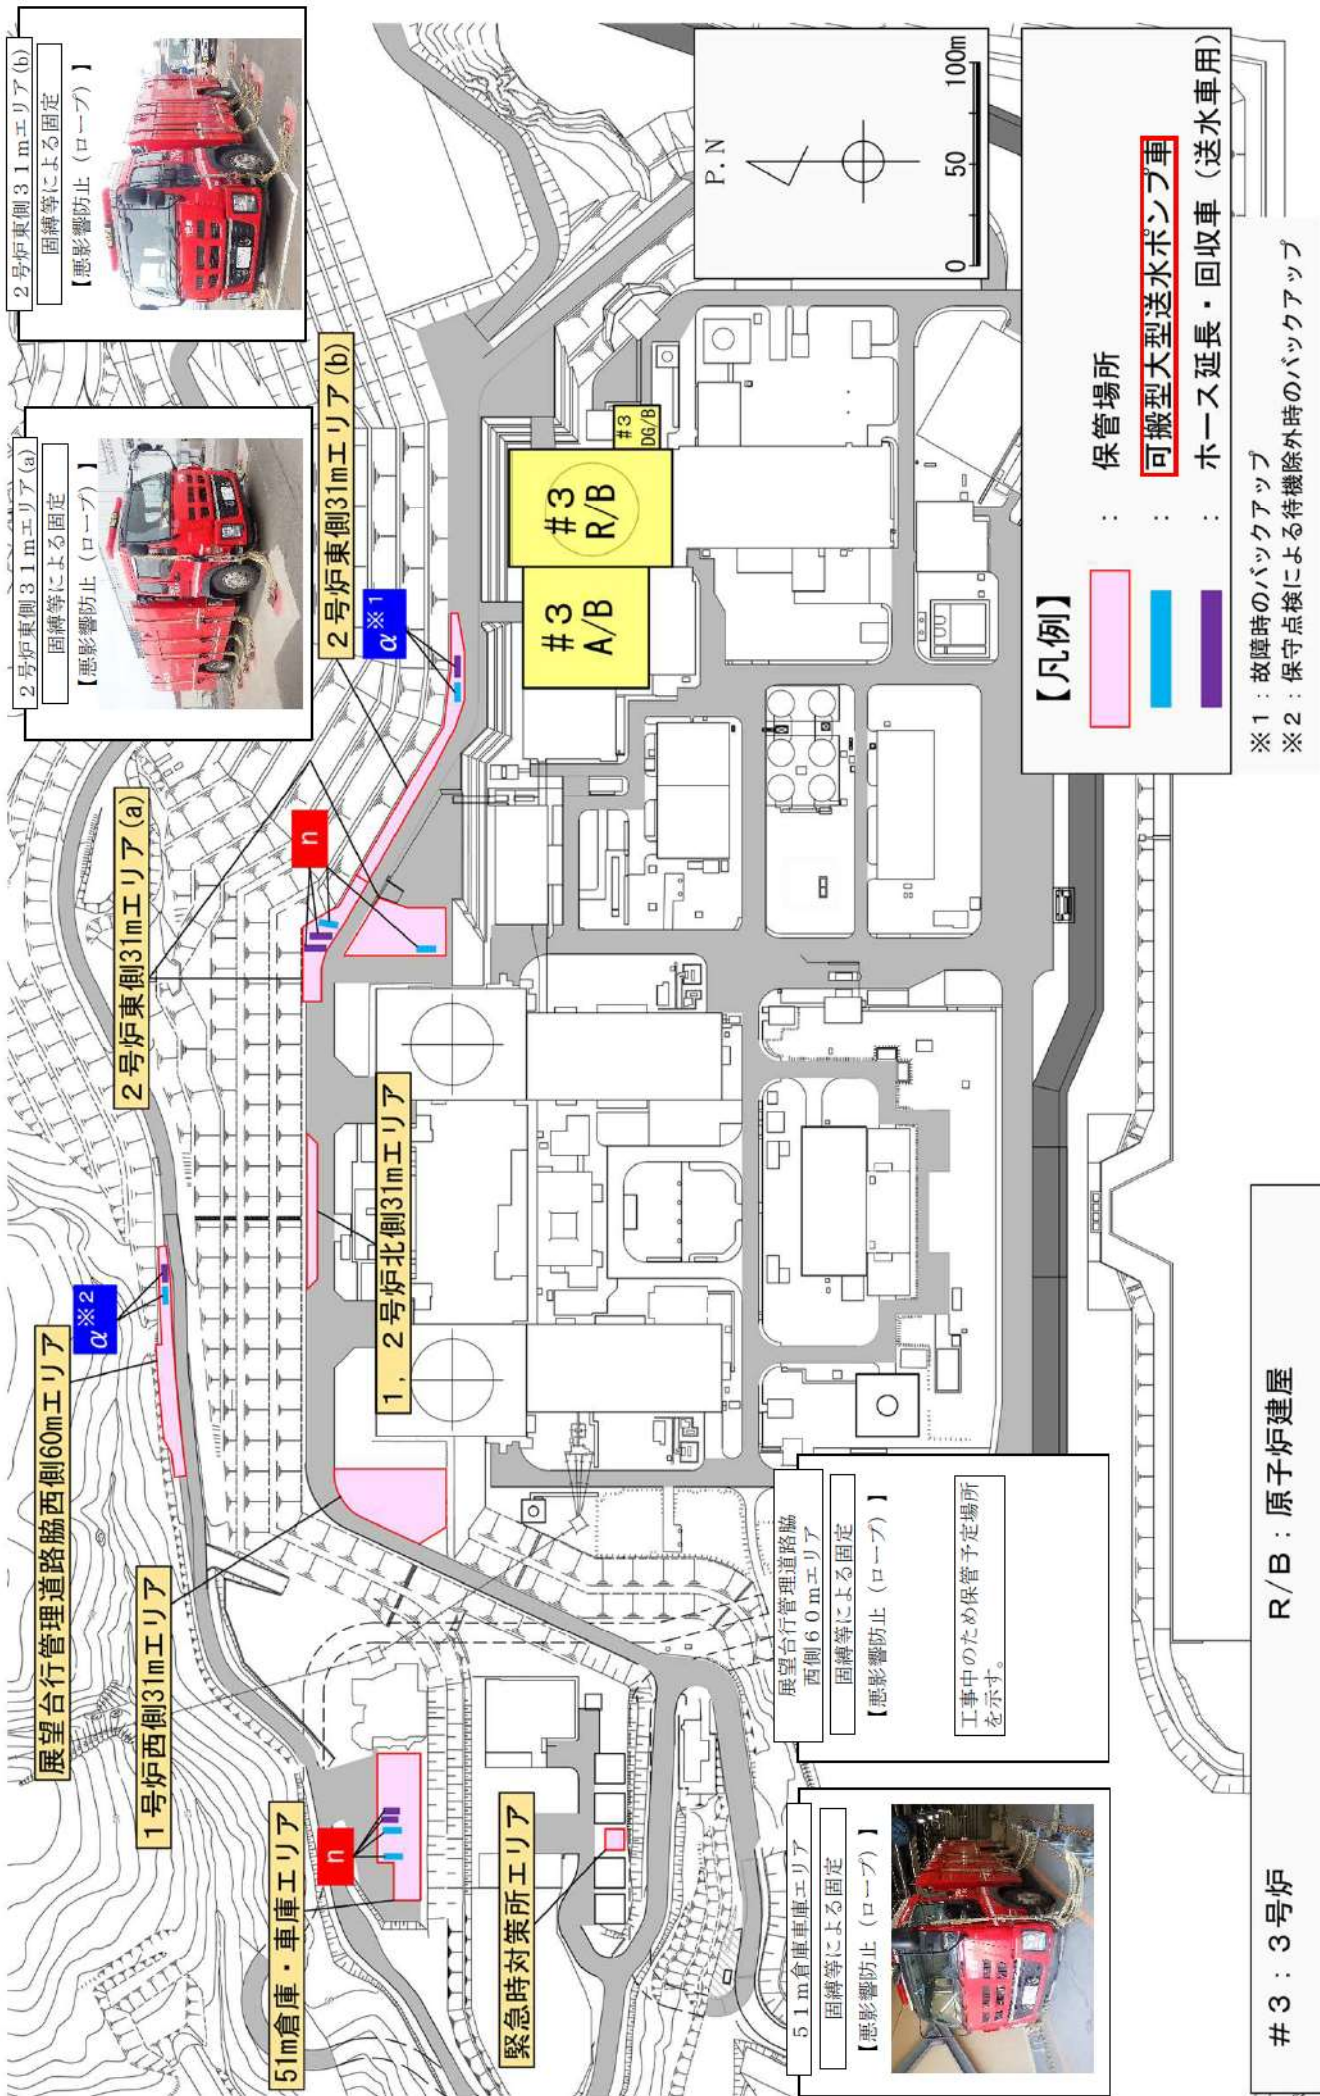 51m倉庫・車庫エリア
1号炉西側31mエリア
展望台行管理道路脇西側60mエリア
α※2
2号炉東側31mエリア(a)
2号炉東側31mエリア(a)
固縛等による固定
【悪影響防止（ロープ）】
2号炉東側31mエリア(b)
固縛等による固定
【悪影響防止（ロープ）】
n
緊急時対策所エリア
1，2号炉北側31mエリア
n
2号炉東側31mエリア(b)
α※1
#3
A/B
#3
R/B
#3
DG/B
P.N
0 50 100m
51m倉庫車庫エリア
固縛等による固定
【悪影響防止（ロープ）】
展望台行管理道路脇
西側60mエリア
固縛等による固定
【悪影響防止（ロープ）】
工事中のため保管予定場所
を示す。
【凡例】
： 保管場所
： 可搬型大型送水ポンプ車
： ホース延長・回収車（送水車用）
※1：故障時のバックアップ
※2：保守点検による待機除外時のバックアップ
#3：3号炉 R/B：原子炉建屋